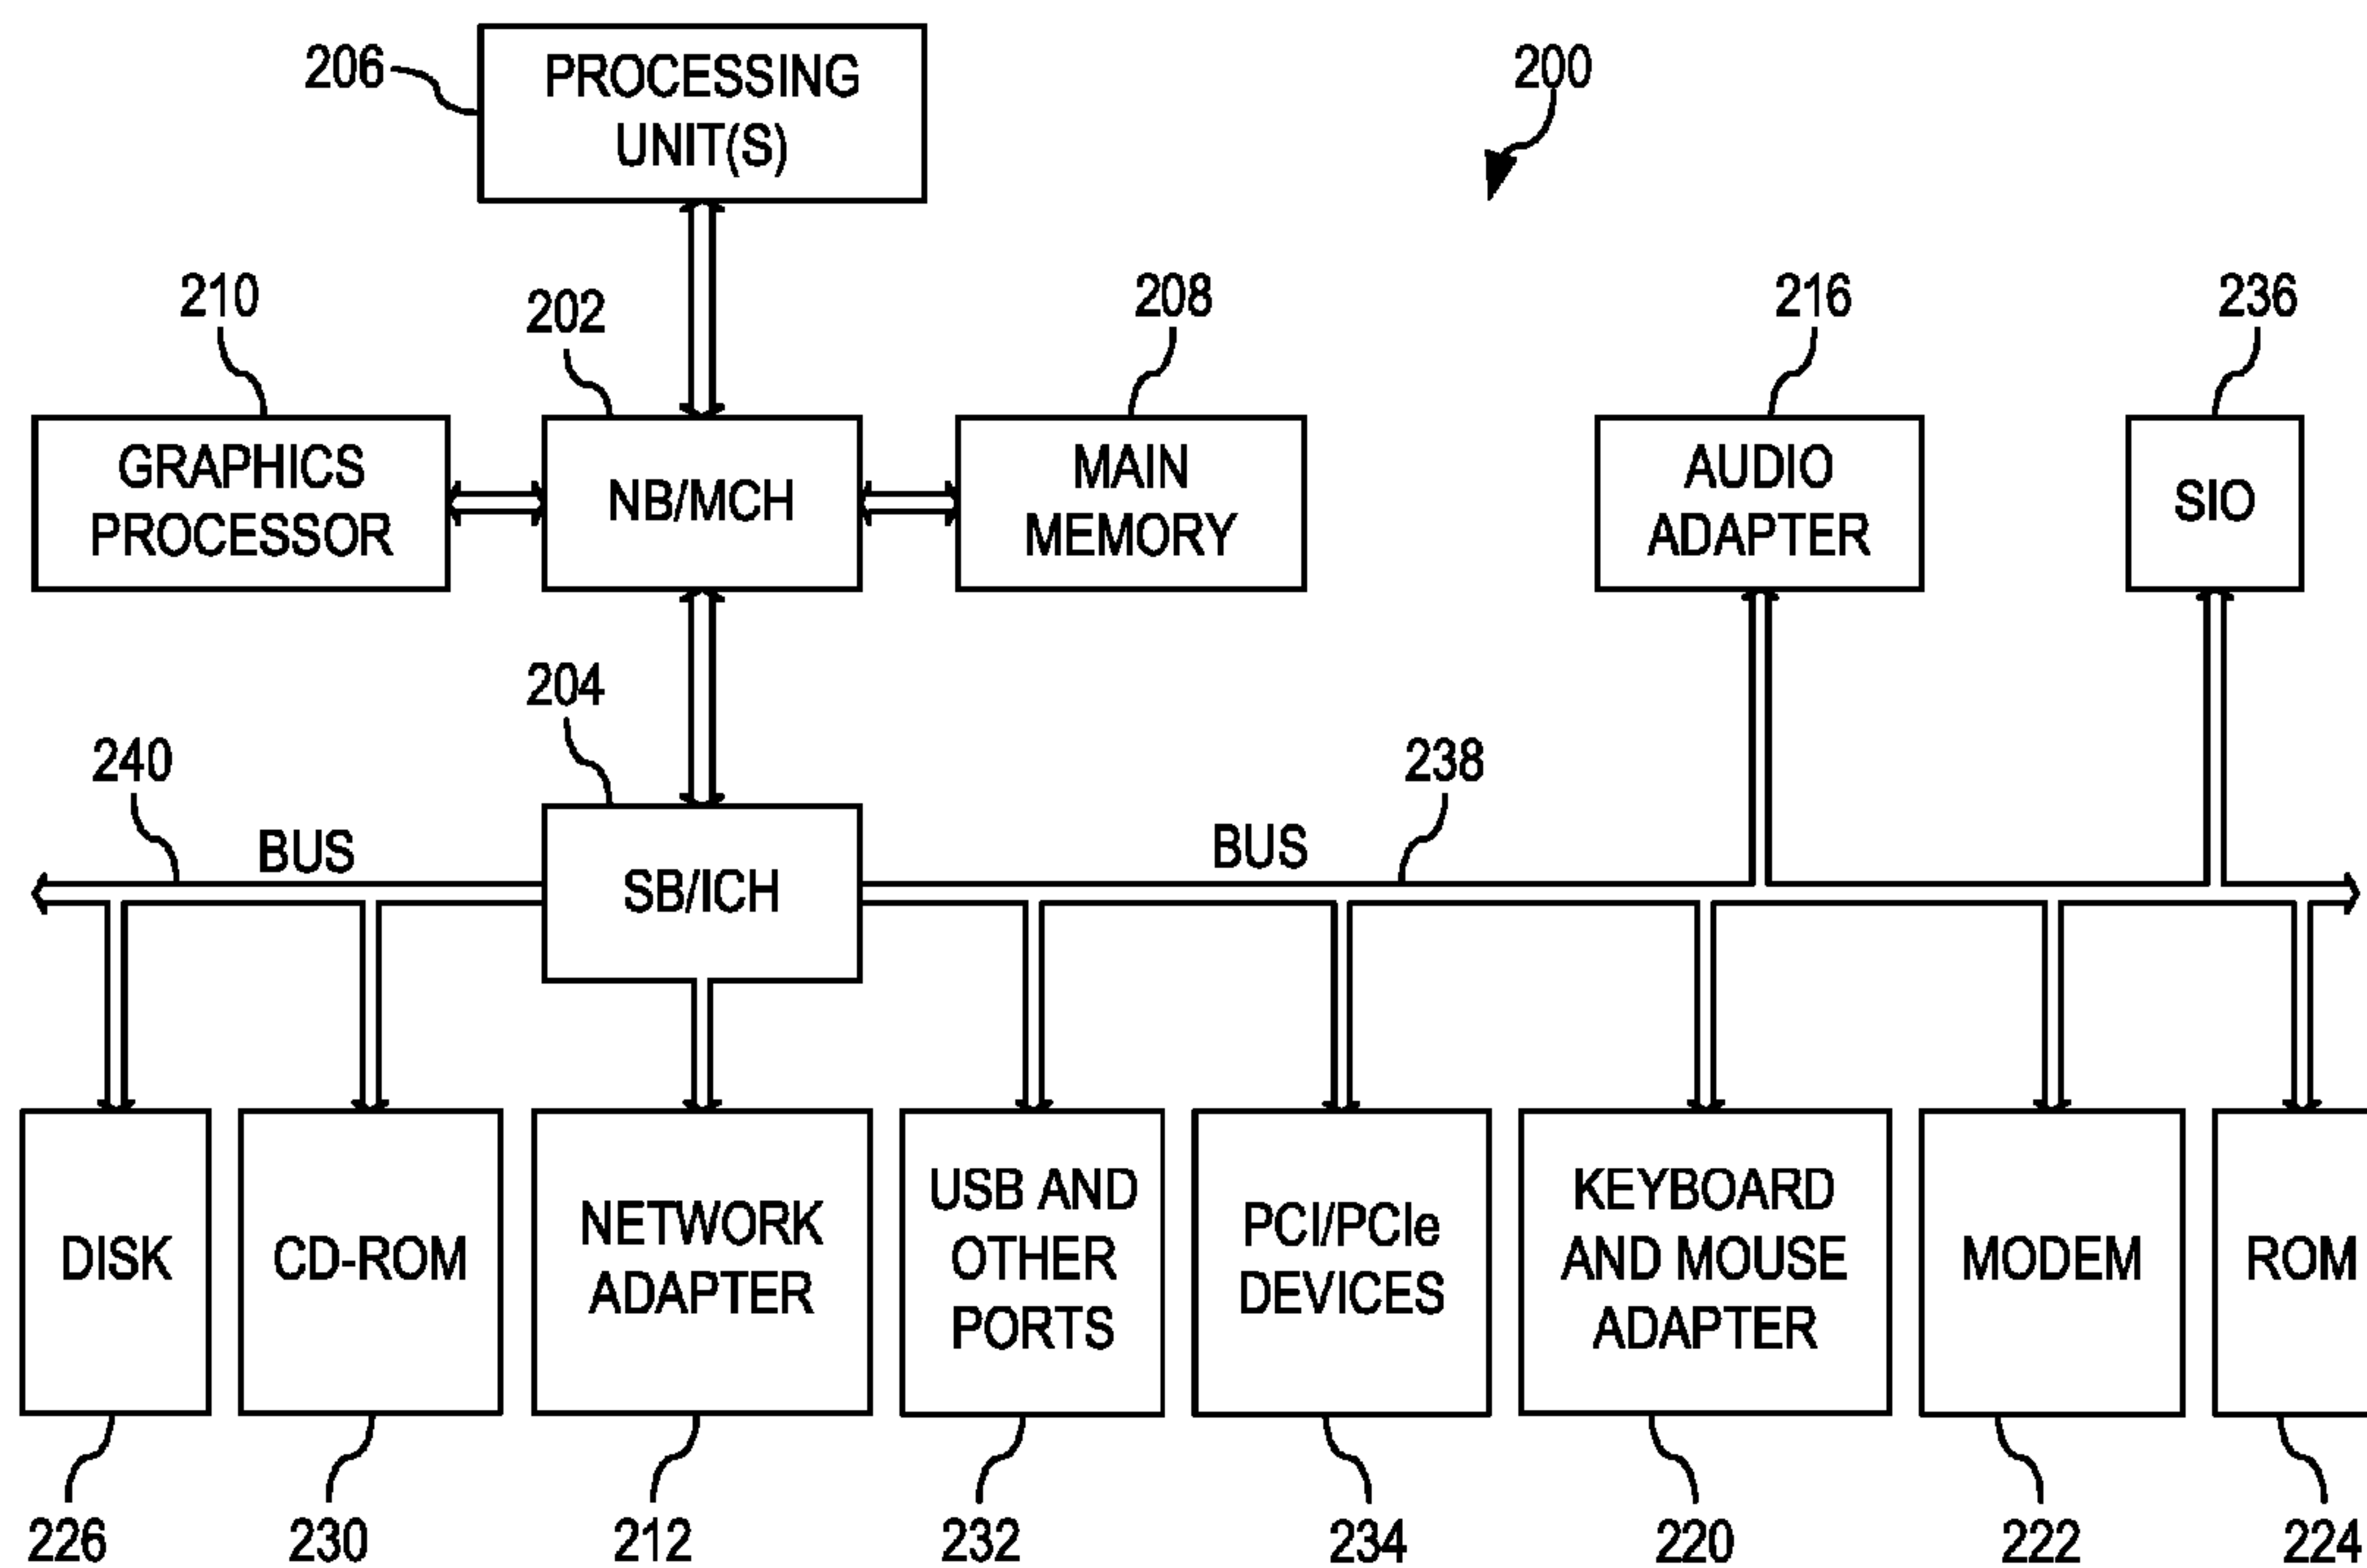 206
PROCESSING
UNIT(S)
200
210
202
208
216
236
GRAPHICS
PROCESSOR
NB/MCH
MAIN
MEMORY
AUDIO
ADAPTER
SIO
204
240
238
BUS
BUS
SB/ICH
DISK
CD-ROM
NETWORK
ADAPTER
USB AND
OTHER
PORTS
PCI/PCIe
DEVICES
KEYBOARD
AND MOUSE
ADAPTER
MODEM
ROM
226
230
212
232
234
220
222
224